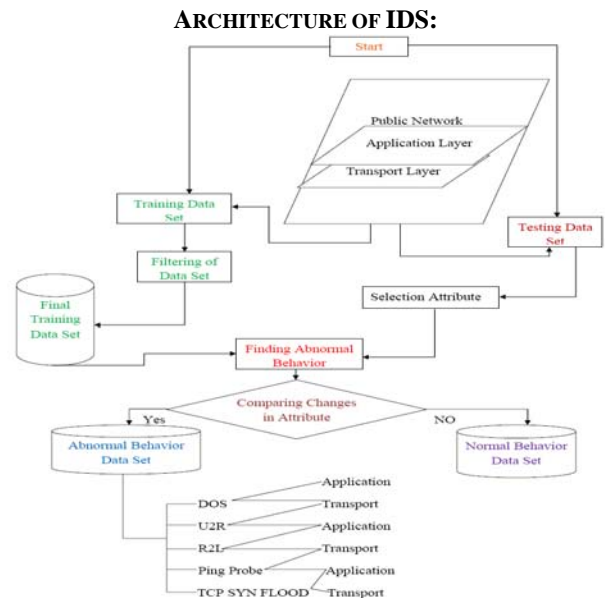 ARCHITECTURE OF IDS:
Start
Public Network
Application Layer
Transport Layer
Training Data
Set
Testing Data
Set
Filtering of
Data Set
Final
Training
Data Set
Selection Attribute
Finding Abnormal
Behavior
Comparing Changes
in Attribute
Yes
NO
Abnormal Behavior
Data Set
Normal Behavior
Data Set
Application
DOS
Transport
U2R
Application
R2L
Transport
Ping Probe
Application
TCP SYN FLOOD
Transport